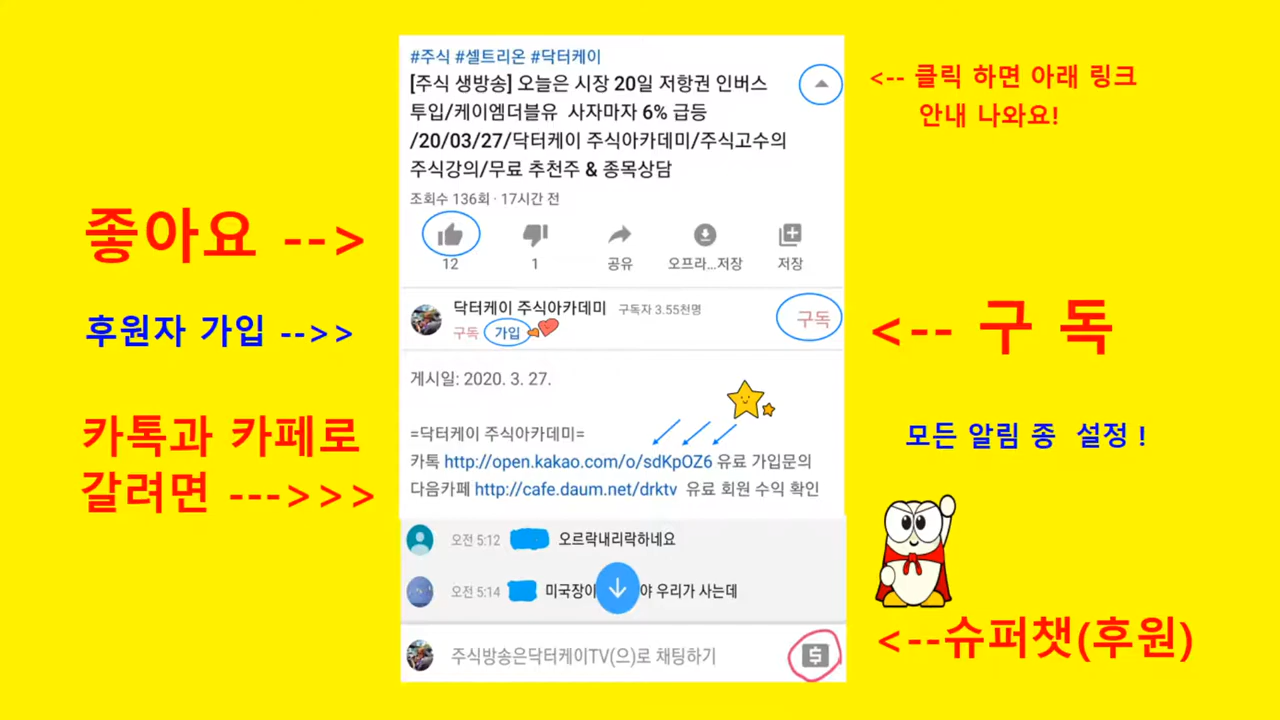 #주식 #셀트리온 #닥터케이
[주식 생방송] 오늘은 시장 20일 저항권 인버스
투입/케이엠더블유 사자마자 6% 급등
/20/03/27/닥터케이 주식아카데미/주식고수의
주식강의/무료 추천주 & 종목상담
조회수 136회 · 17시간 전
<-- 클릭 하면 아래 링크
안내 나와요!
좋아요 -->
12
1
공유
오프라...저장
저장
후원자 가입 -->>
닥터케이 주식아카데미 구독자 3.55천명
구독 가입
구독
<-- 구 독
게시일: 2020. 3. 27.
카톡과 카페로
갈려면 --->>>
모든 알림 종 설정 !
=닥터케이 주식아카데미=
카톡 http://open.kakao.com/o/sdKpOZ6 유료 가입문의
다음카페 http://cafe.daum.net/drktv 유료 회원 수익 확인
오전 5:12 오르락내리락하네요
오전 5:14 미국장이 야 우리가 사는데
주식방송은닥터케이TV(으)로 채팅하기
$
<--슈퍼챗(후원)